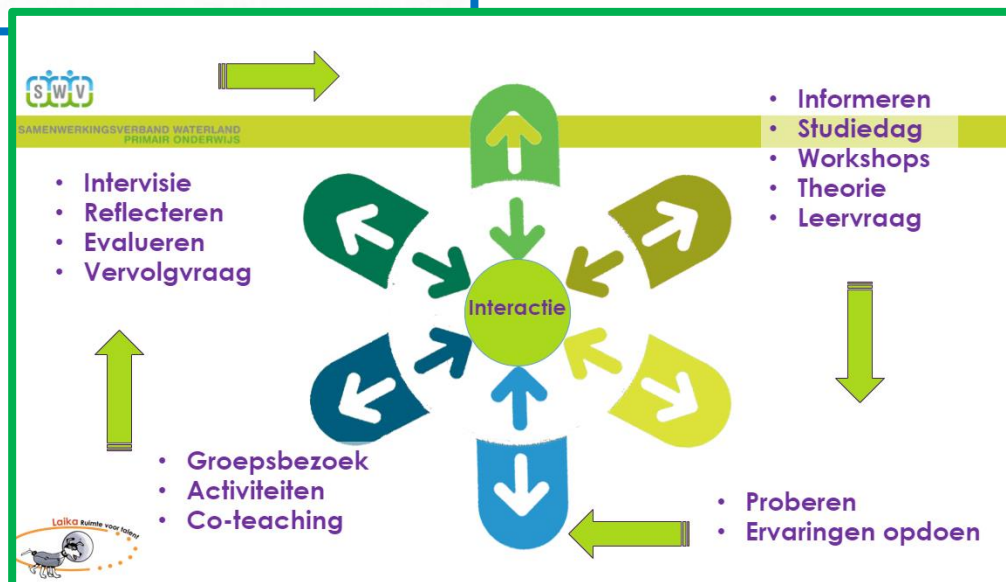 SWV
SAMENWERKINGSVERBAND WATERLAND
PRIMAIR ONDERWIJS
• Informeren
• Studiedag
• Workshops
• Theorie
• Leervraag
• Intervisie
• Reflecteren
• Evalueren
• Vervolgvraag
Interactie
• Groepsbezoek
• Activiteiten
• Co-teaching
• Proberen
• Ervaringen opdoen
Laika Ruimte voor talent